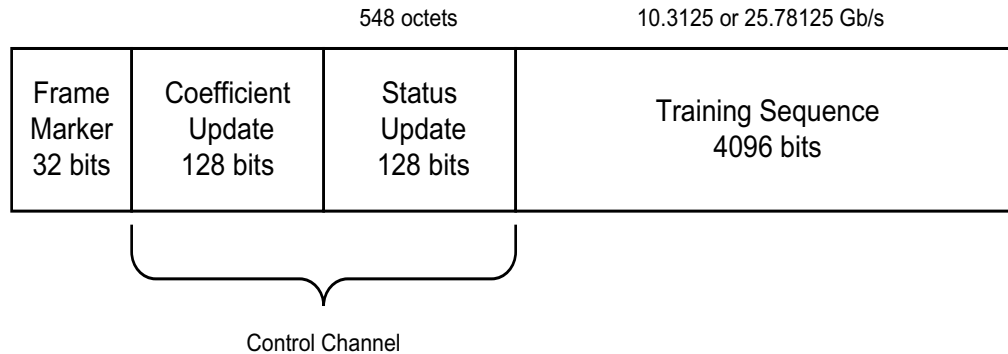 548 octets
10.3125 or 25.78125 Gb/s
Frame
Marker
32 bits
Coefficient
Update
128 bits
Status
Update
128 bits
Training Sequence
4096 bits
Control Channel